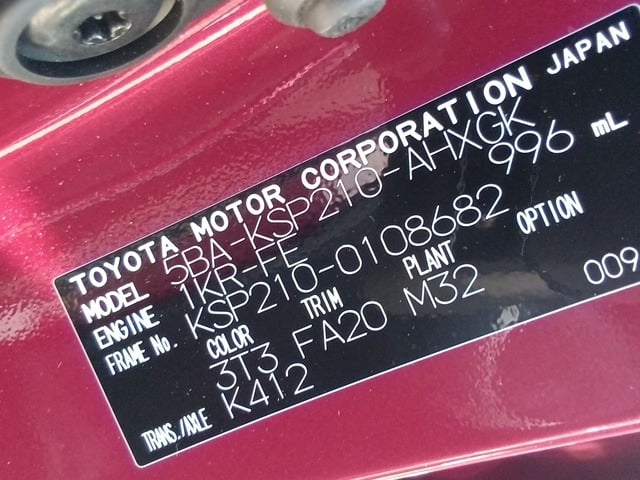 TOYOTA MOTOR CORPORATION JAPAN
MODEL 5BA-KSP210-AHXGK
ENGINE 1KR-FE 996 mL
FRAME No. KSP210-0108682
COLOR TRIM PLANT OPTION
3T3 FA20 M32 009
TRANS./AXLE K412